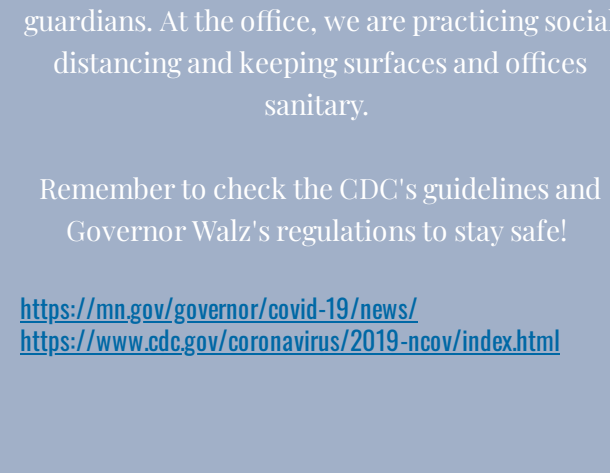 guardians. At the office, we are practicing social
distancing and keeping surfaces and offices
sanitary.
Remember to check the CDC's guidelines and
Governor Walz's regulations to stay safe!
https://mn.gov/governor/covid-19/news/
https://www.cdc.gov/coronavirus/2019-ncov/index.html